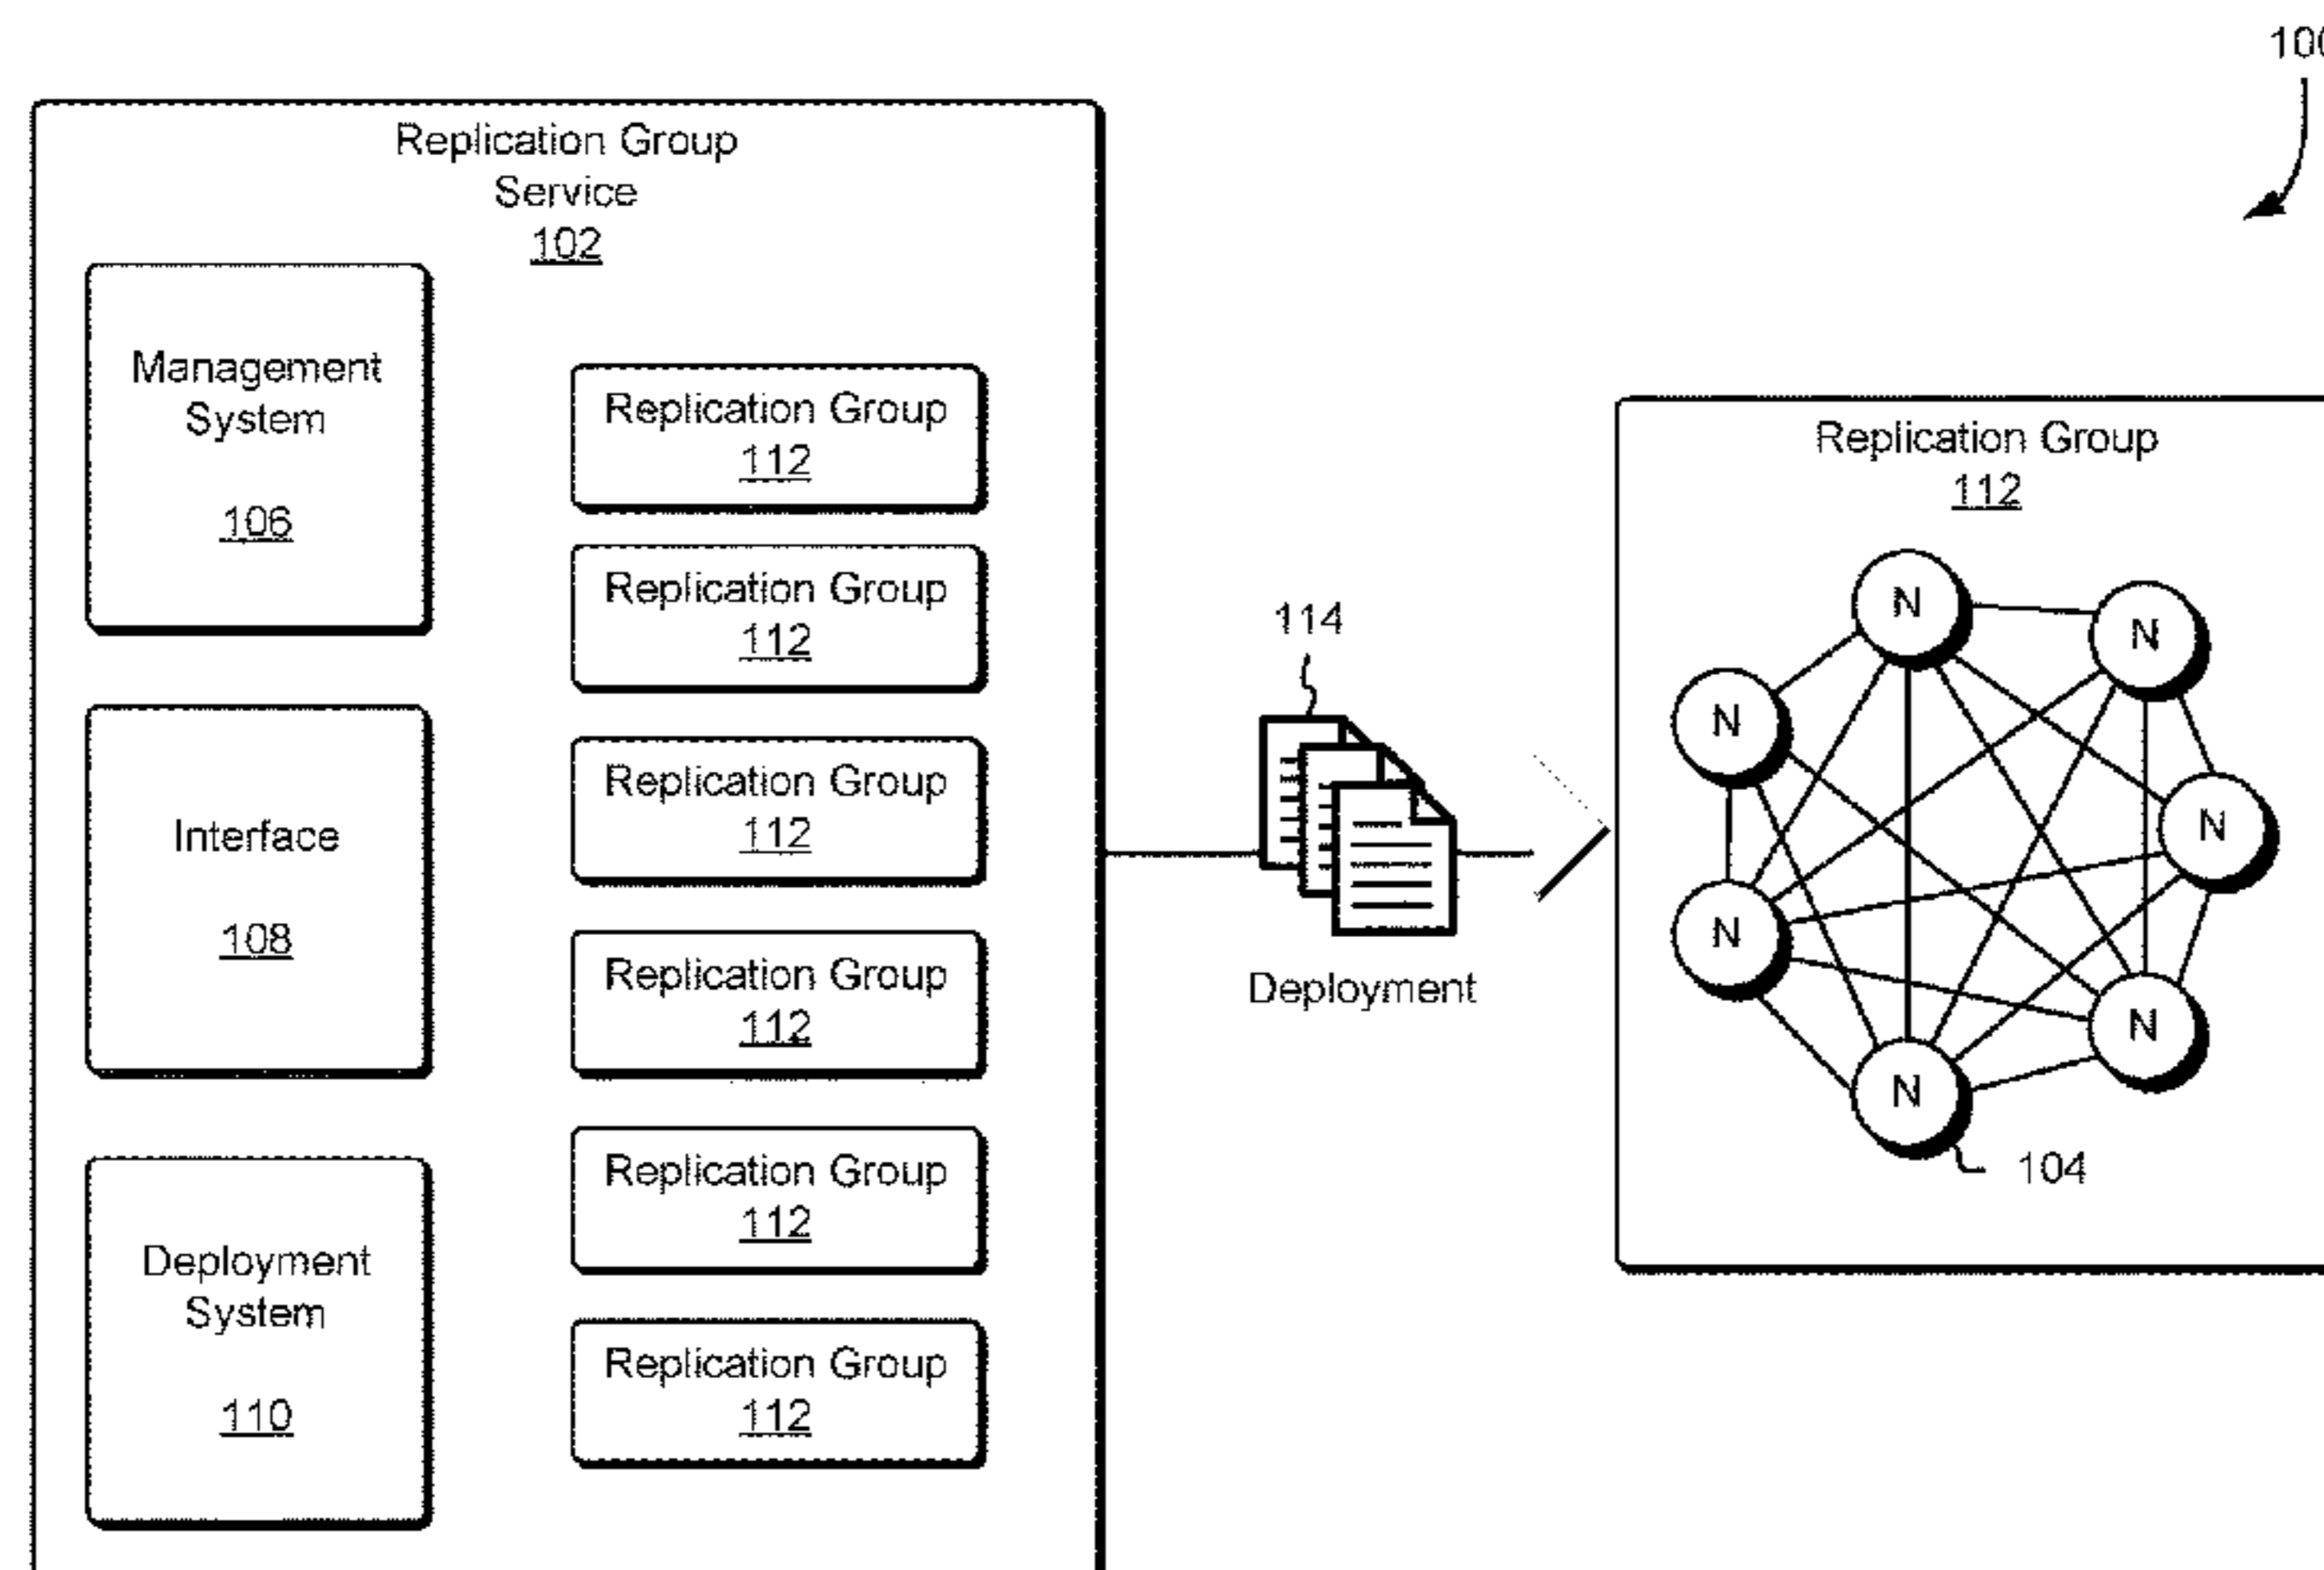 Replication Group
Service
102
Management
System
106
Interface
108
Deployment
System
110
Replication Group
112
Replication Group
112
Replication Group
112
Replication Group
112
Replication Group
112
Replication Group
112
114
Deployment
Replication Group
112
N
N
N
N
N
N
N
104